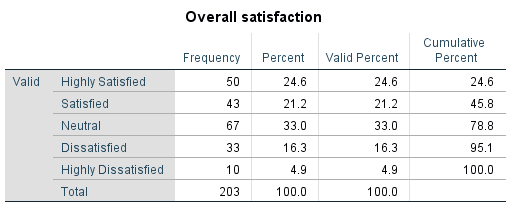 Overall satisfaction
Frequency Percent Valid Percent Cumulative Percent
Valid Highly Satisfied 50 24.6 24.6 24.6
Satisfied 43 21.2 21.2 45.8
Neutral 67 33.0 33.0 78.8
Dissatisfied 33 16.3 16.3 95.1
Highly Dissatisfied 10 4.9 4.9 100.0
Total 203 100.0 100.0